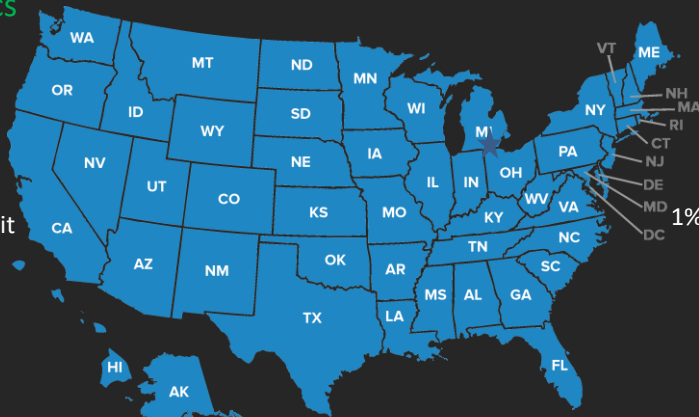 cs
WA
MT
ND
MN
VT
ME
OR
ID
SD
WI
NH
NY
MA
WY
MI
RI
NE
IA
PA
CT
NV
NJ
UT
CO
IL
IN
OH
DE
KS
MO
WV
VA
MD
1%
it
CA
KY
DC
NC
AZ
NM
OK
TN
AR
SC
MS
AL
GA
TX
LA
HI
AK
FL